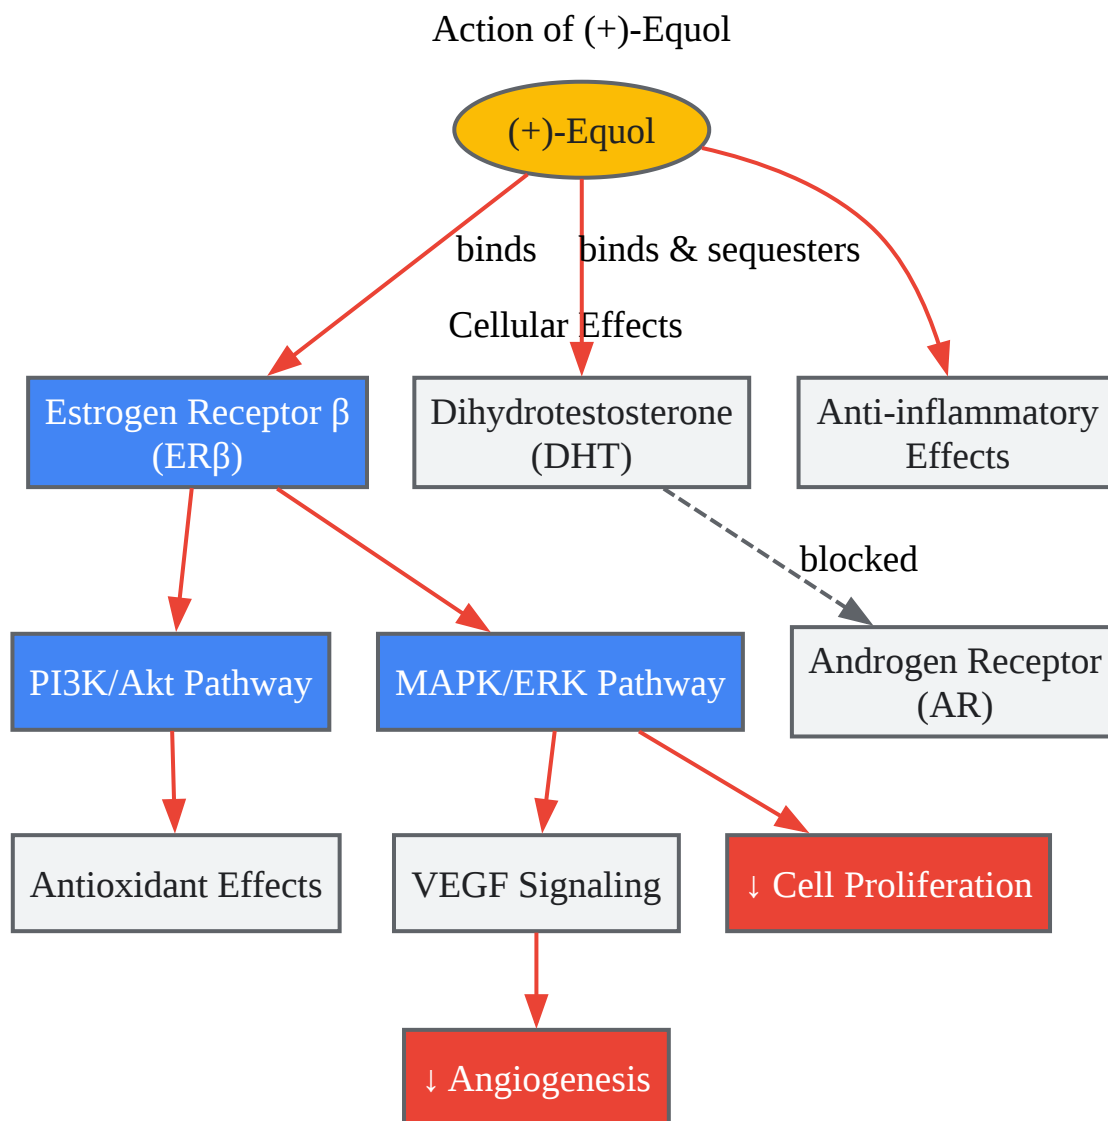 Action of (+)-Equol
(+)-Equol
binds
binds & sequesters
Cellular Effects
Estrogen Receptor β
(ERβ)
Dihydrotestosterone
(DHT)
Anti-inflammatory
Effects
blocked
PI3K/Akt Pathway
MAPK/ERK Pathway
Androgen Receptor
(AR)
Antioxidant Effects
VEGF Signaling
↓ Cell Proliferation
↓ Angiogenesis